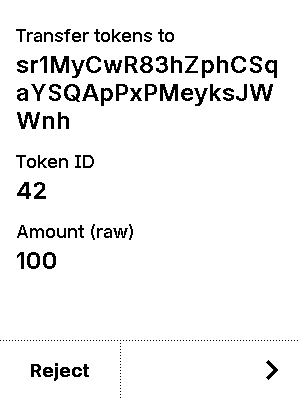 Transfer tokens to
sr1MyCwR83hZphCSq
aYSQApPxPMeyksJW
Wnh
Token ID
42
Amount (raw)
100
Reject